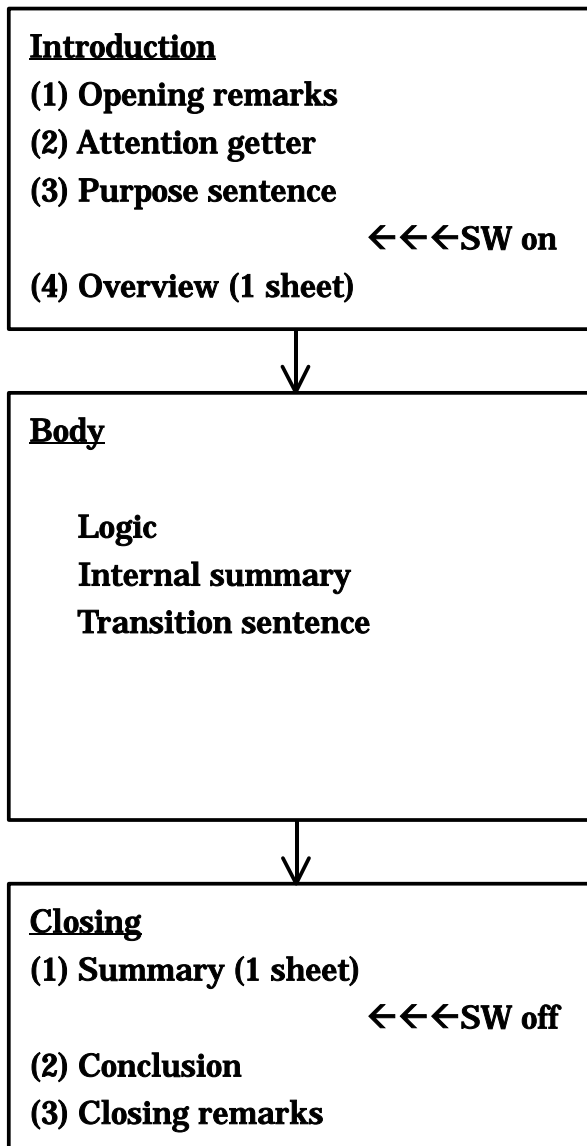 Introduction
(1) Opening remarks
(2) Attention getter
(3) Purpose sentence
←←←SW on
(4) Overview (1 sheet)
Body
Logic
Internal summary
Transition sentence
Closing
(1) Summary (1 sheet)
←←←SW off
(2) Conclusion
(3) Closing remarks